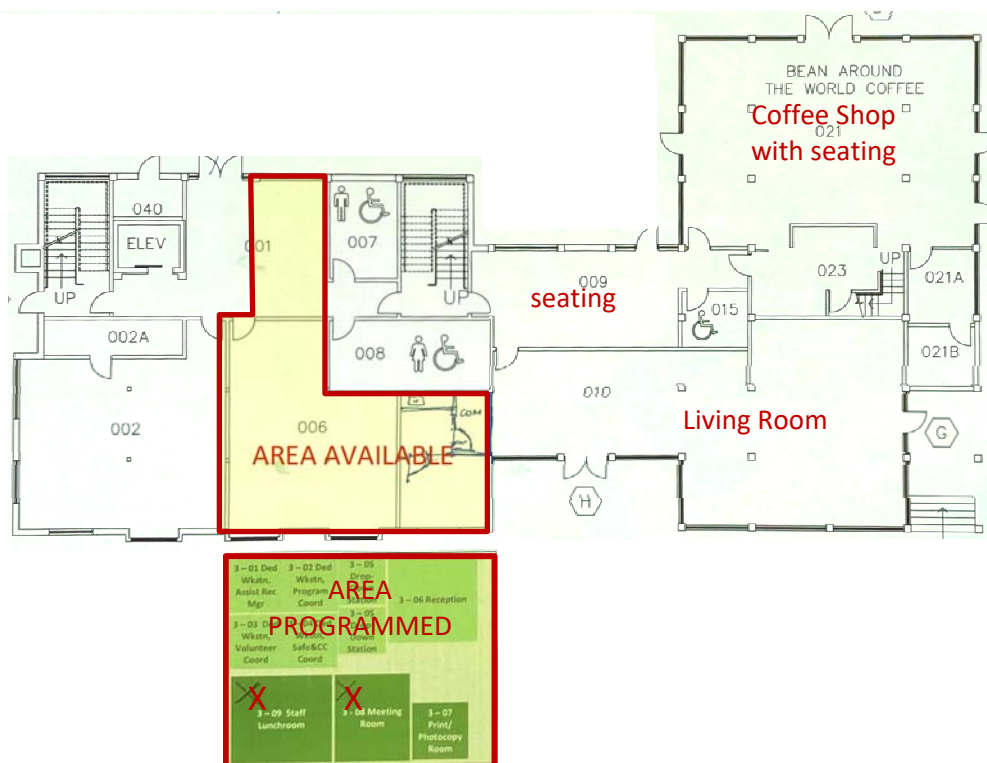 BEAN AROUND
THE WORLD COFFEE
Coffee Shop
021
with seating
040
ELEV
001
007
UP
UP
009
seating
015
023
UP
021A
021B
002A
008
002
006
AREA AVAILABLE
COM
010
Living Room
G
H
3 – 01 Ded
Wkstn,
Assist Rec
Mgr
3 – 02 Ded
Wkstn,
Program
Coord
3 – 05
Drop-
Station
AREA
PROGRAMMED
3 – 06 Reception
3 – 03 Ded
Wkstn,
Volunteer
Coord
Wkstn,
Safe&CC
Coord
3 – 05
Down
Station
X
3 – 09 Staff
Lunchroom
X
3 - 08 Meeting
Room
3 – 07
Print/
Photocopy
Room